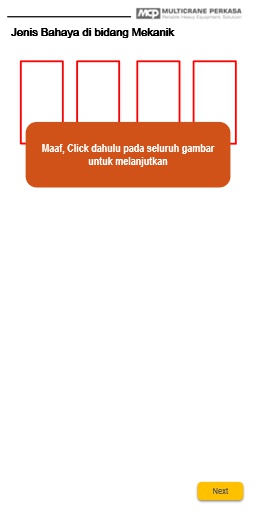 MCP MULTICRANE PERKASA
Reliable Heavy Equipment Solution
Jenis Bahaya di bidang Mekanik
Maaf, Click dahulu pada seluruh gambar
untuk melanjutkan
Next